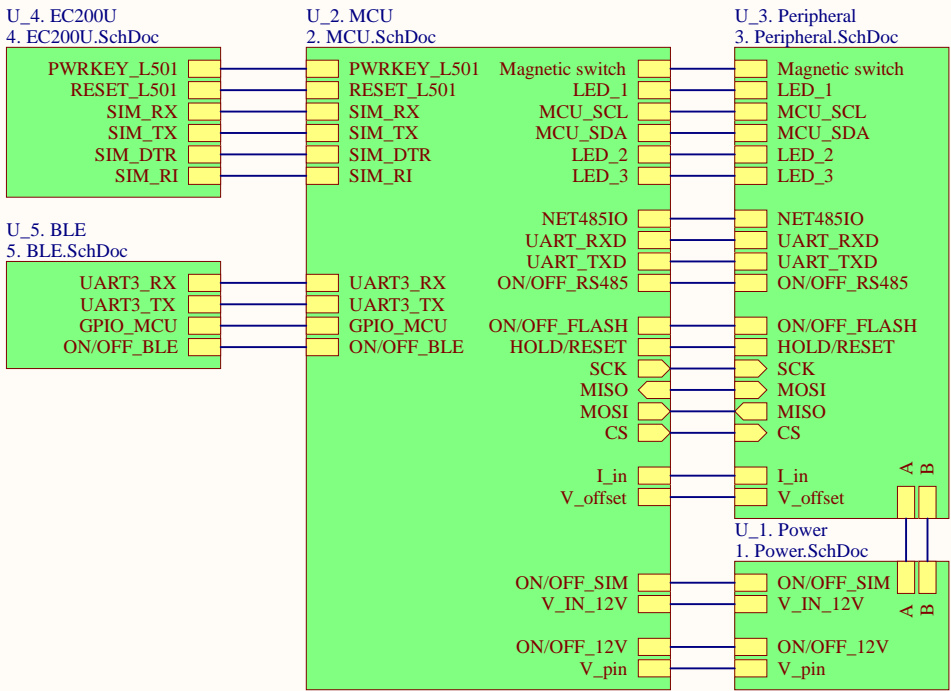 U_4. EC200U
4. EC200U.SchDoc
PWRKEY_L501
RESET_L501
SIM_RX
SIM_TX
SIM_DTR
SIM_RI
U_5. BLE
5. BLE.SchDoc
UART3_RX
UART3_TX
GPIO_MCU
ON/OFF_BLE
U_2. MCU
2. MCU.SchDoc
PWRKEY_L501
RESET_L501
SIM_RX
SIM_TX
SIM_DTR
SIM_RI
UART3_RX
UART3_TX
GPIO_MCU
ON/OFF_BLE
Magnetic switch
LED_1
MCU_SCL
MCU_SDA
LED_2
LED_3
NET485IO
UART_RXD
UART_TXD
ON/OFF_RS485
ON/OFF_FLASH
HOLD/RESET
SCK
MISO
MOSI
CS
I_in
V_offset
ON/OFF_SIM
V_IN_12V
ON/OFF_12V
V_pin
U_3. Peripheral
3. Peripheral.SchDoc
Magnetic switch
LED_1
MCU_SCL
MCU_SDA
LED_2
LED_3
NET485IO
UART_RXD
UART_TXD
ON/OFF_RS485
ON/OFF_FLASH
HOLD/RESET
SCK
MOSI
MISO
CS
I_in
V_offset
A
B
U_1. Power
1. Power.SchDoc
ON/OFF_SIM
V_IN_12V
ON/OFF_12V
V_pin
A
B